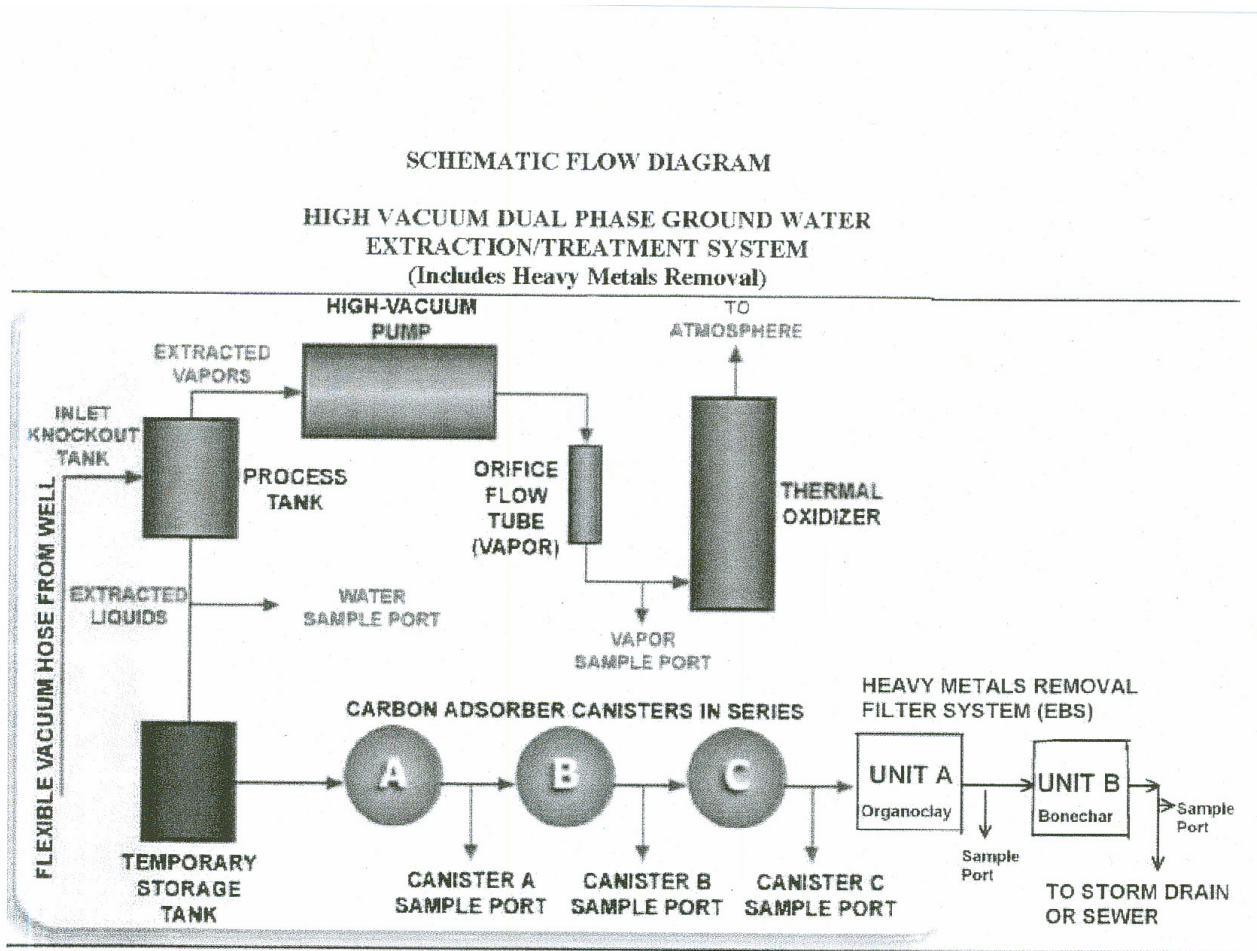 SCHEMATIC FLOW DIAGRAM
HIGH VACUUM DUAL PHASE GROUND WATER
EXTRACTION/TREATMENT SYSTEM
(Includes Heavy Metals Removal)
HIGH-VACUUM
PUMP
TO
ATMOSPHERE
EXTRACTED
VAPORS
INLET
KNOCKOUT
TANK
PROCESS
TANK
ORIFICE
FLOW
TUBE
(VAPOR)
THERMAL
OXIDIZER
FLEXIBLE VACUUM HOSE FROM WELL
EXTRACTED
LIQUIDS
WATER
SAMPLE PORT
VAPOR
SAMPLE PORT
HEAVY METALS REMOVAL
FILTER SYSTEM (EBS)
CARBON ADSORBER CANISTERS IN SERIES
A
B
C
UNIT A
Organoclay
UNIT B
Bonechar
Sample
Port
Sample
Port
TEMPORARY
STORAGE
TANK
CANISTER A
SAMPLE PORT
CANISTER B
SAMPLE PORT
CANISTER C
SAMPLE PORT
TO STORM DRAIN
OR SEWER